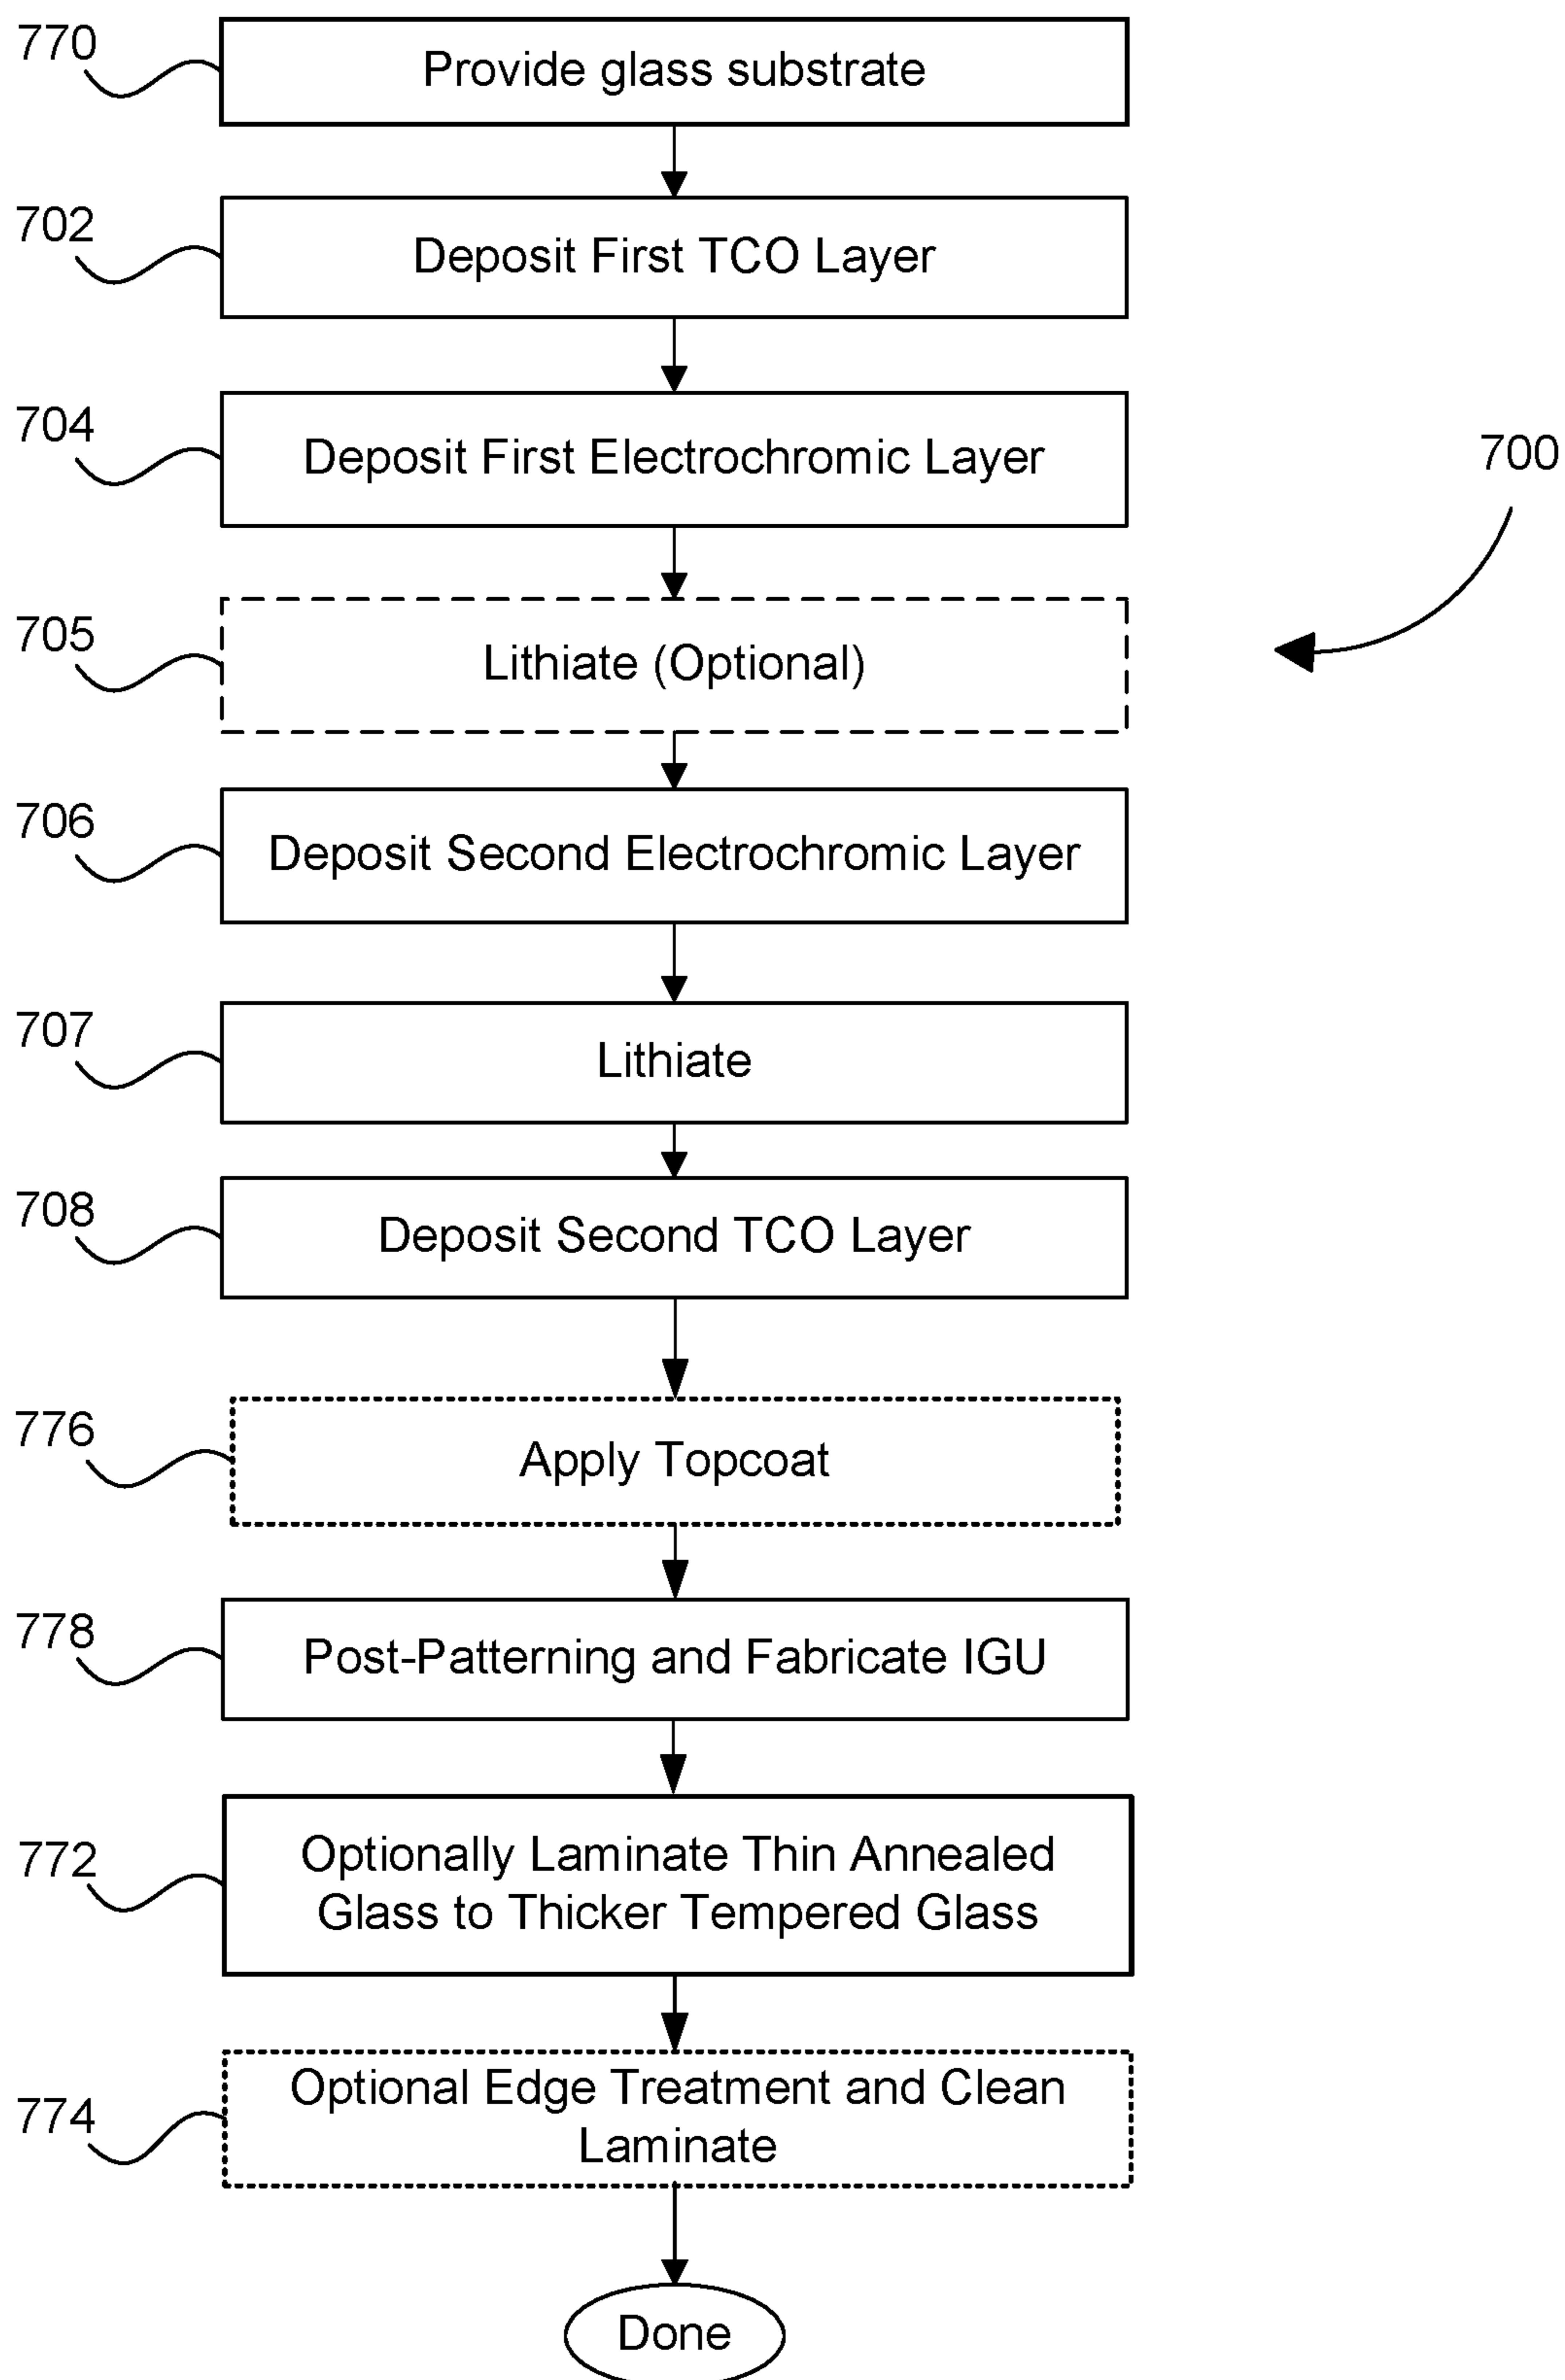 770
Provide glass substrate
702
Deposit First TCO Layer
704
Deposit First Electrochromic Layer
700
705
Lithiate (Optional)
706
Deposit Second Electrochromic Layer
707
Lithiate
708
Deposit Second TCO Layer
776
Apply Topcoat
778
Post-Patterning and Fabricate IGU
772
Optionally Laminate Thin Annealed
Glass to Thicker Tempered Glass
774
Optional Edge Treatment and Clean
Laminate
Done